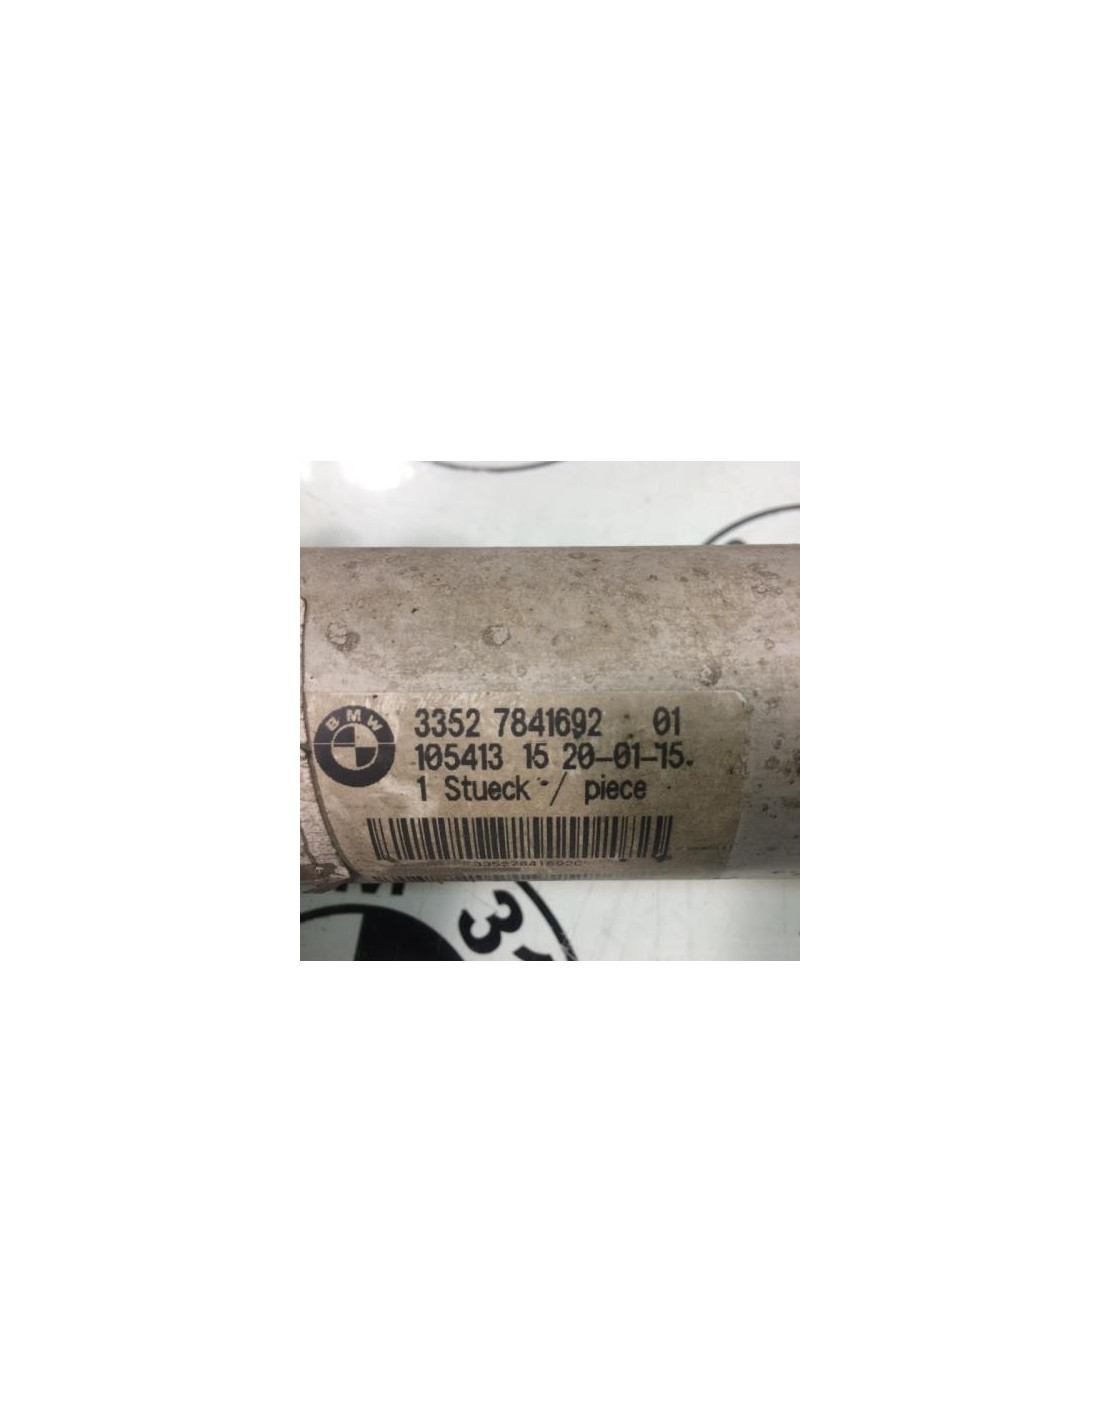 BMW
3352 7841692 01
105413 15 20-01-15.
1 Stueck / piece